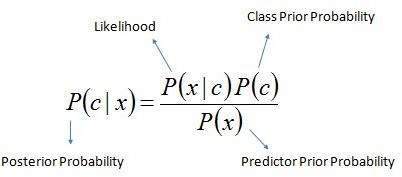 Likelihood
Class Prior Probability
P(c | x) = P(x | c)P(c) / P(x)
Posterior Probability
Predictor Prior Probability